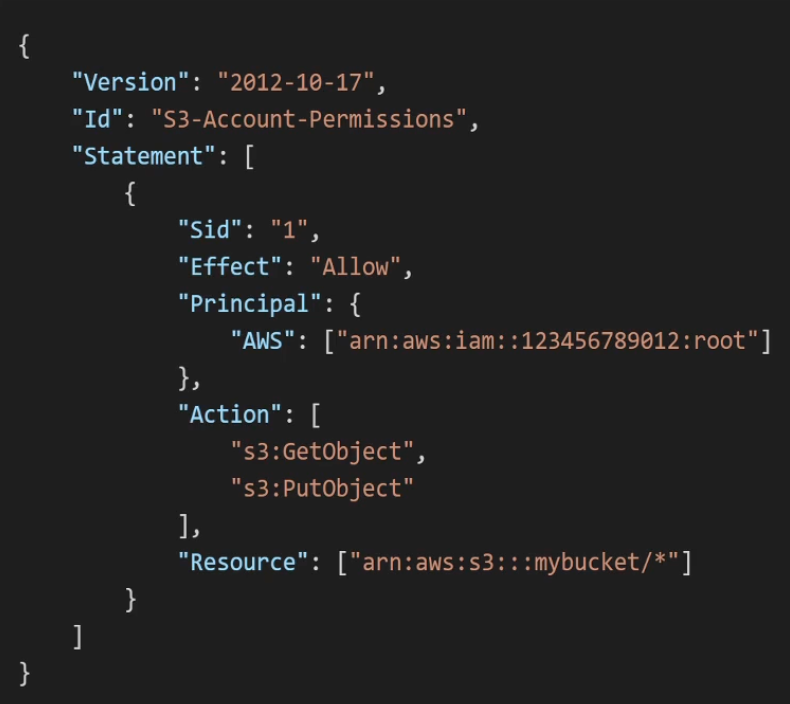 {
    "Version": "2012-10-17",
    "Id": "S3-Account-Permissions",
    "Statement": [
        {
            "Sid": "1",
            "Effect": "Allow",
            "Principal": {
                "AWS": ["arn:aws:iam::123456789012:root"]
            },
            "Action": [
                "s3:GetObject",
                "s3:PutObject"
            ],
            "Resource": ["arn:aws:s3:::mybucket/*"]
        }
    ]
}